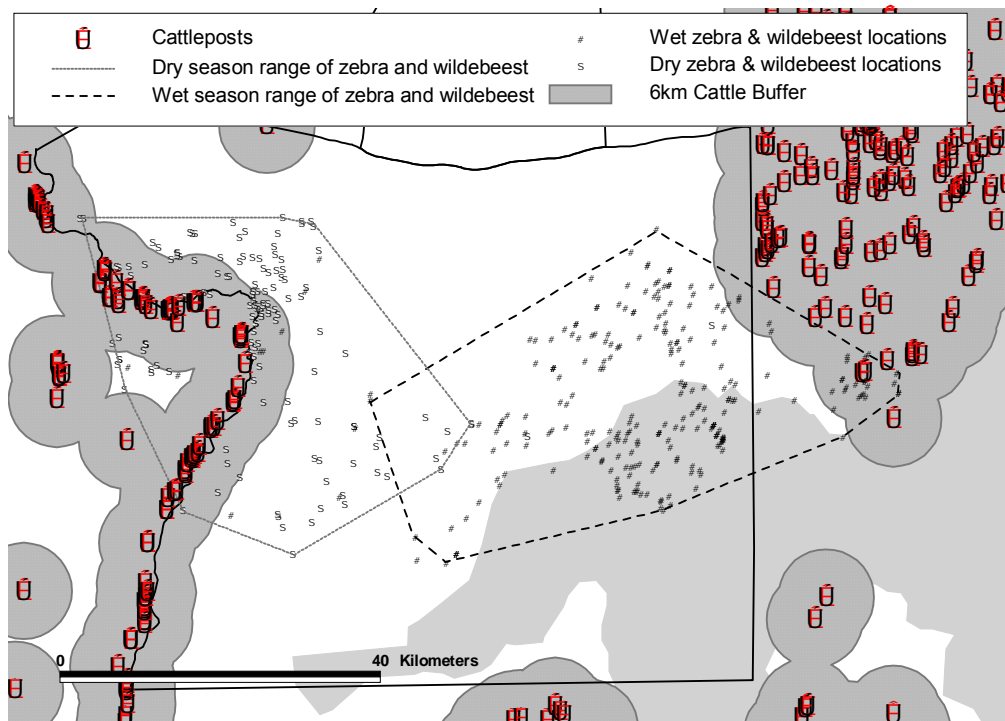 Cattleposts
Dry season range of zebra and wildebeest
Wet season range of zebra and wildebeest
# Wet zebra & wildebeest locations
S Dry zebra & wildebeest locations
6km Cattle Buffer
0 40 Kilometers